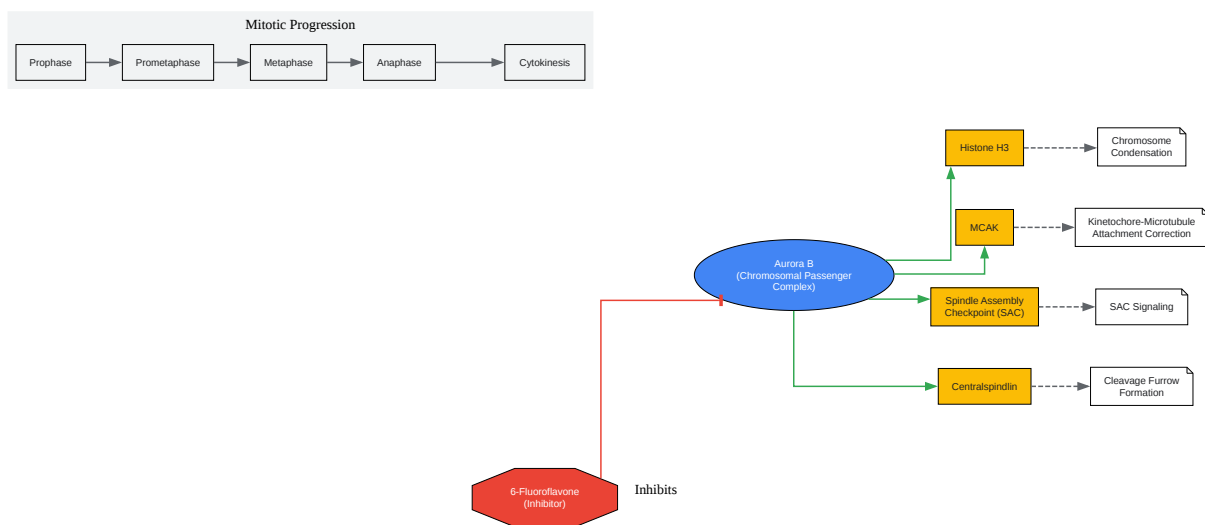 Mitotic Progression
Prophase
Prometaphase
Metaphase
Anaphase
Cytokinesis
Histone H3
Chromosome
Condensation
MCAK
Kinetochore-Microtubule
Attachment Correction
Aurora B
(Chromosomal Passenger
Complex)
Spindle Assembly
Checkpoint (SAC)
SAC Signaling
Centralspindlin
Cleavage Furrow
Formation
6-Fluoroflavone
(Inhibitor)
Inhibits